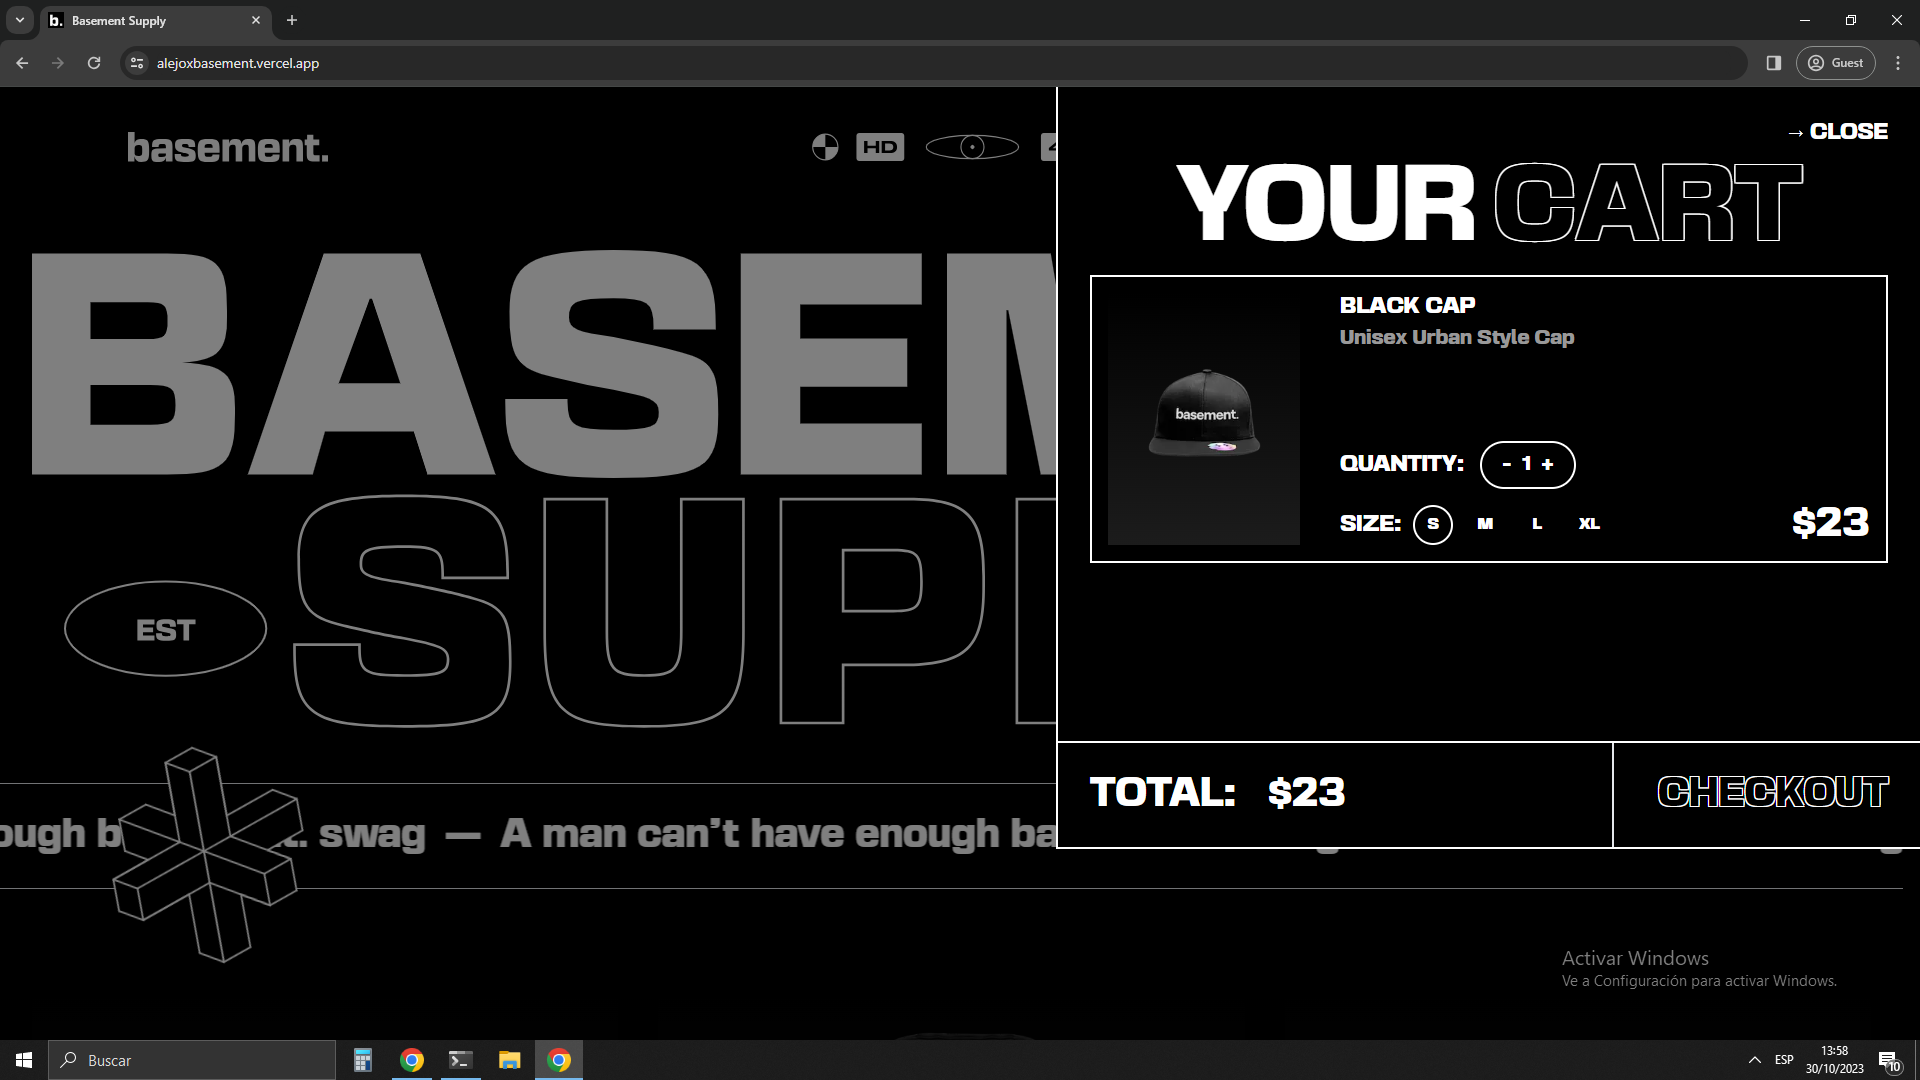 b. Basement Supply
alejoxbasement.vercel.app
Guest
basement.
HD
→ CLOSE
YOUR CART
BASEM
SUPP
EST
BLACK CAP
Unisex Urban Style Cap
basement.
QUANTITY: - 1 +
SIZE: S M L XL
$23
TOTAL: $23
CHECKOUT
swag — A man can't have enough ba
Activar Windows
Ve a Configuración para activar Windows.
Buscar
ESP
13:58
30/10/2023
10